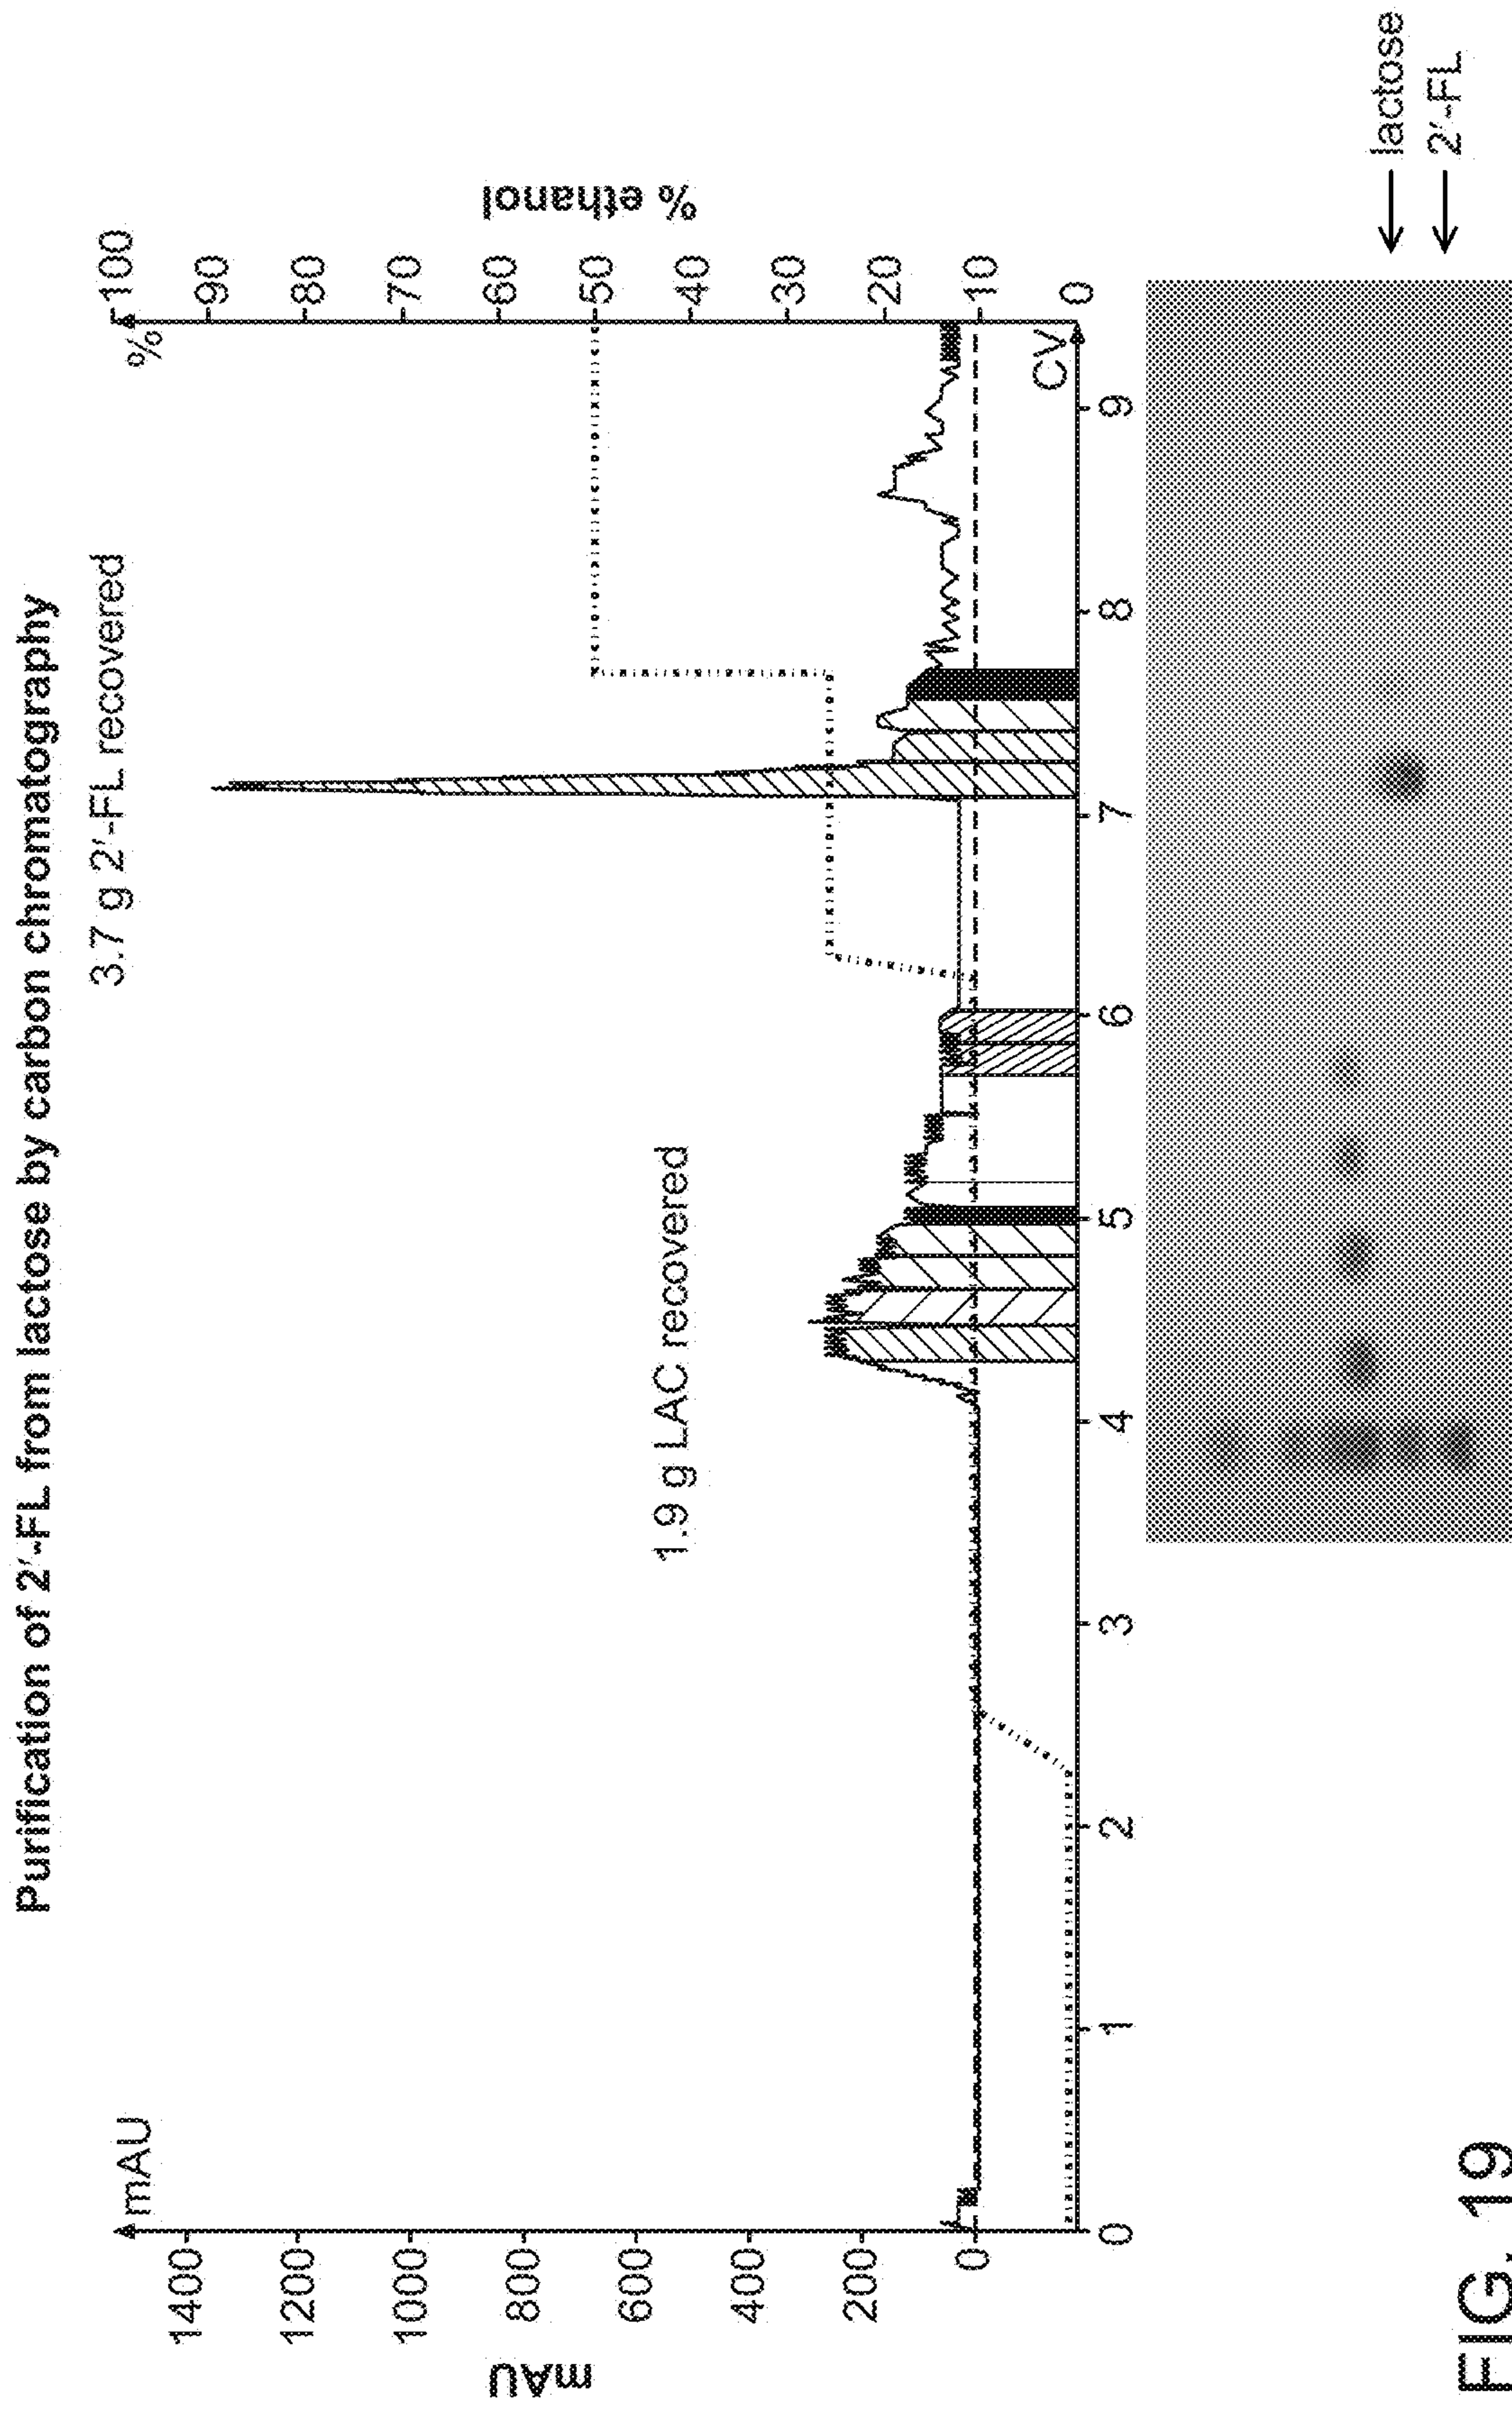 Purification of 2'-FL from lactose by carbon chromatography
3.7 g 2'-FL recovered
1.9 g LAC recovered
mAU
mAU
1400
1200
1000
800
600
400
200
0
%
% ethanol
100
90
80
70
60
50
40
30
20
10
0
0 1 2 3 4 5 6 7 8 9
CV
lactose
2'-FL
FIG. 19